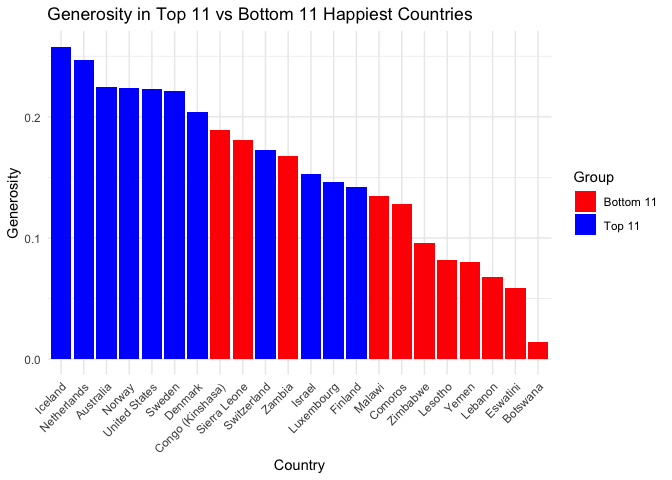 Generosity in Top 11 vs Bottom 11 Happiest Countries
Generosity
0.2
0.1
0.0
Iceland
Netherlands
Australia
Norway
United States
Sweden
Denmark
Congo (Kinshasa)
Sierra Leone
Switzerland
Zambia
Israel
Luxembourg
Finland
Malawi
Comoros
Zimbabwe
Lesotho
Yemen
Lebanon
Eswatini
Botswana
Country
Group
Bottom 11
Top 11